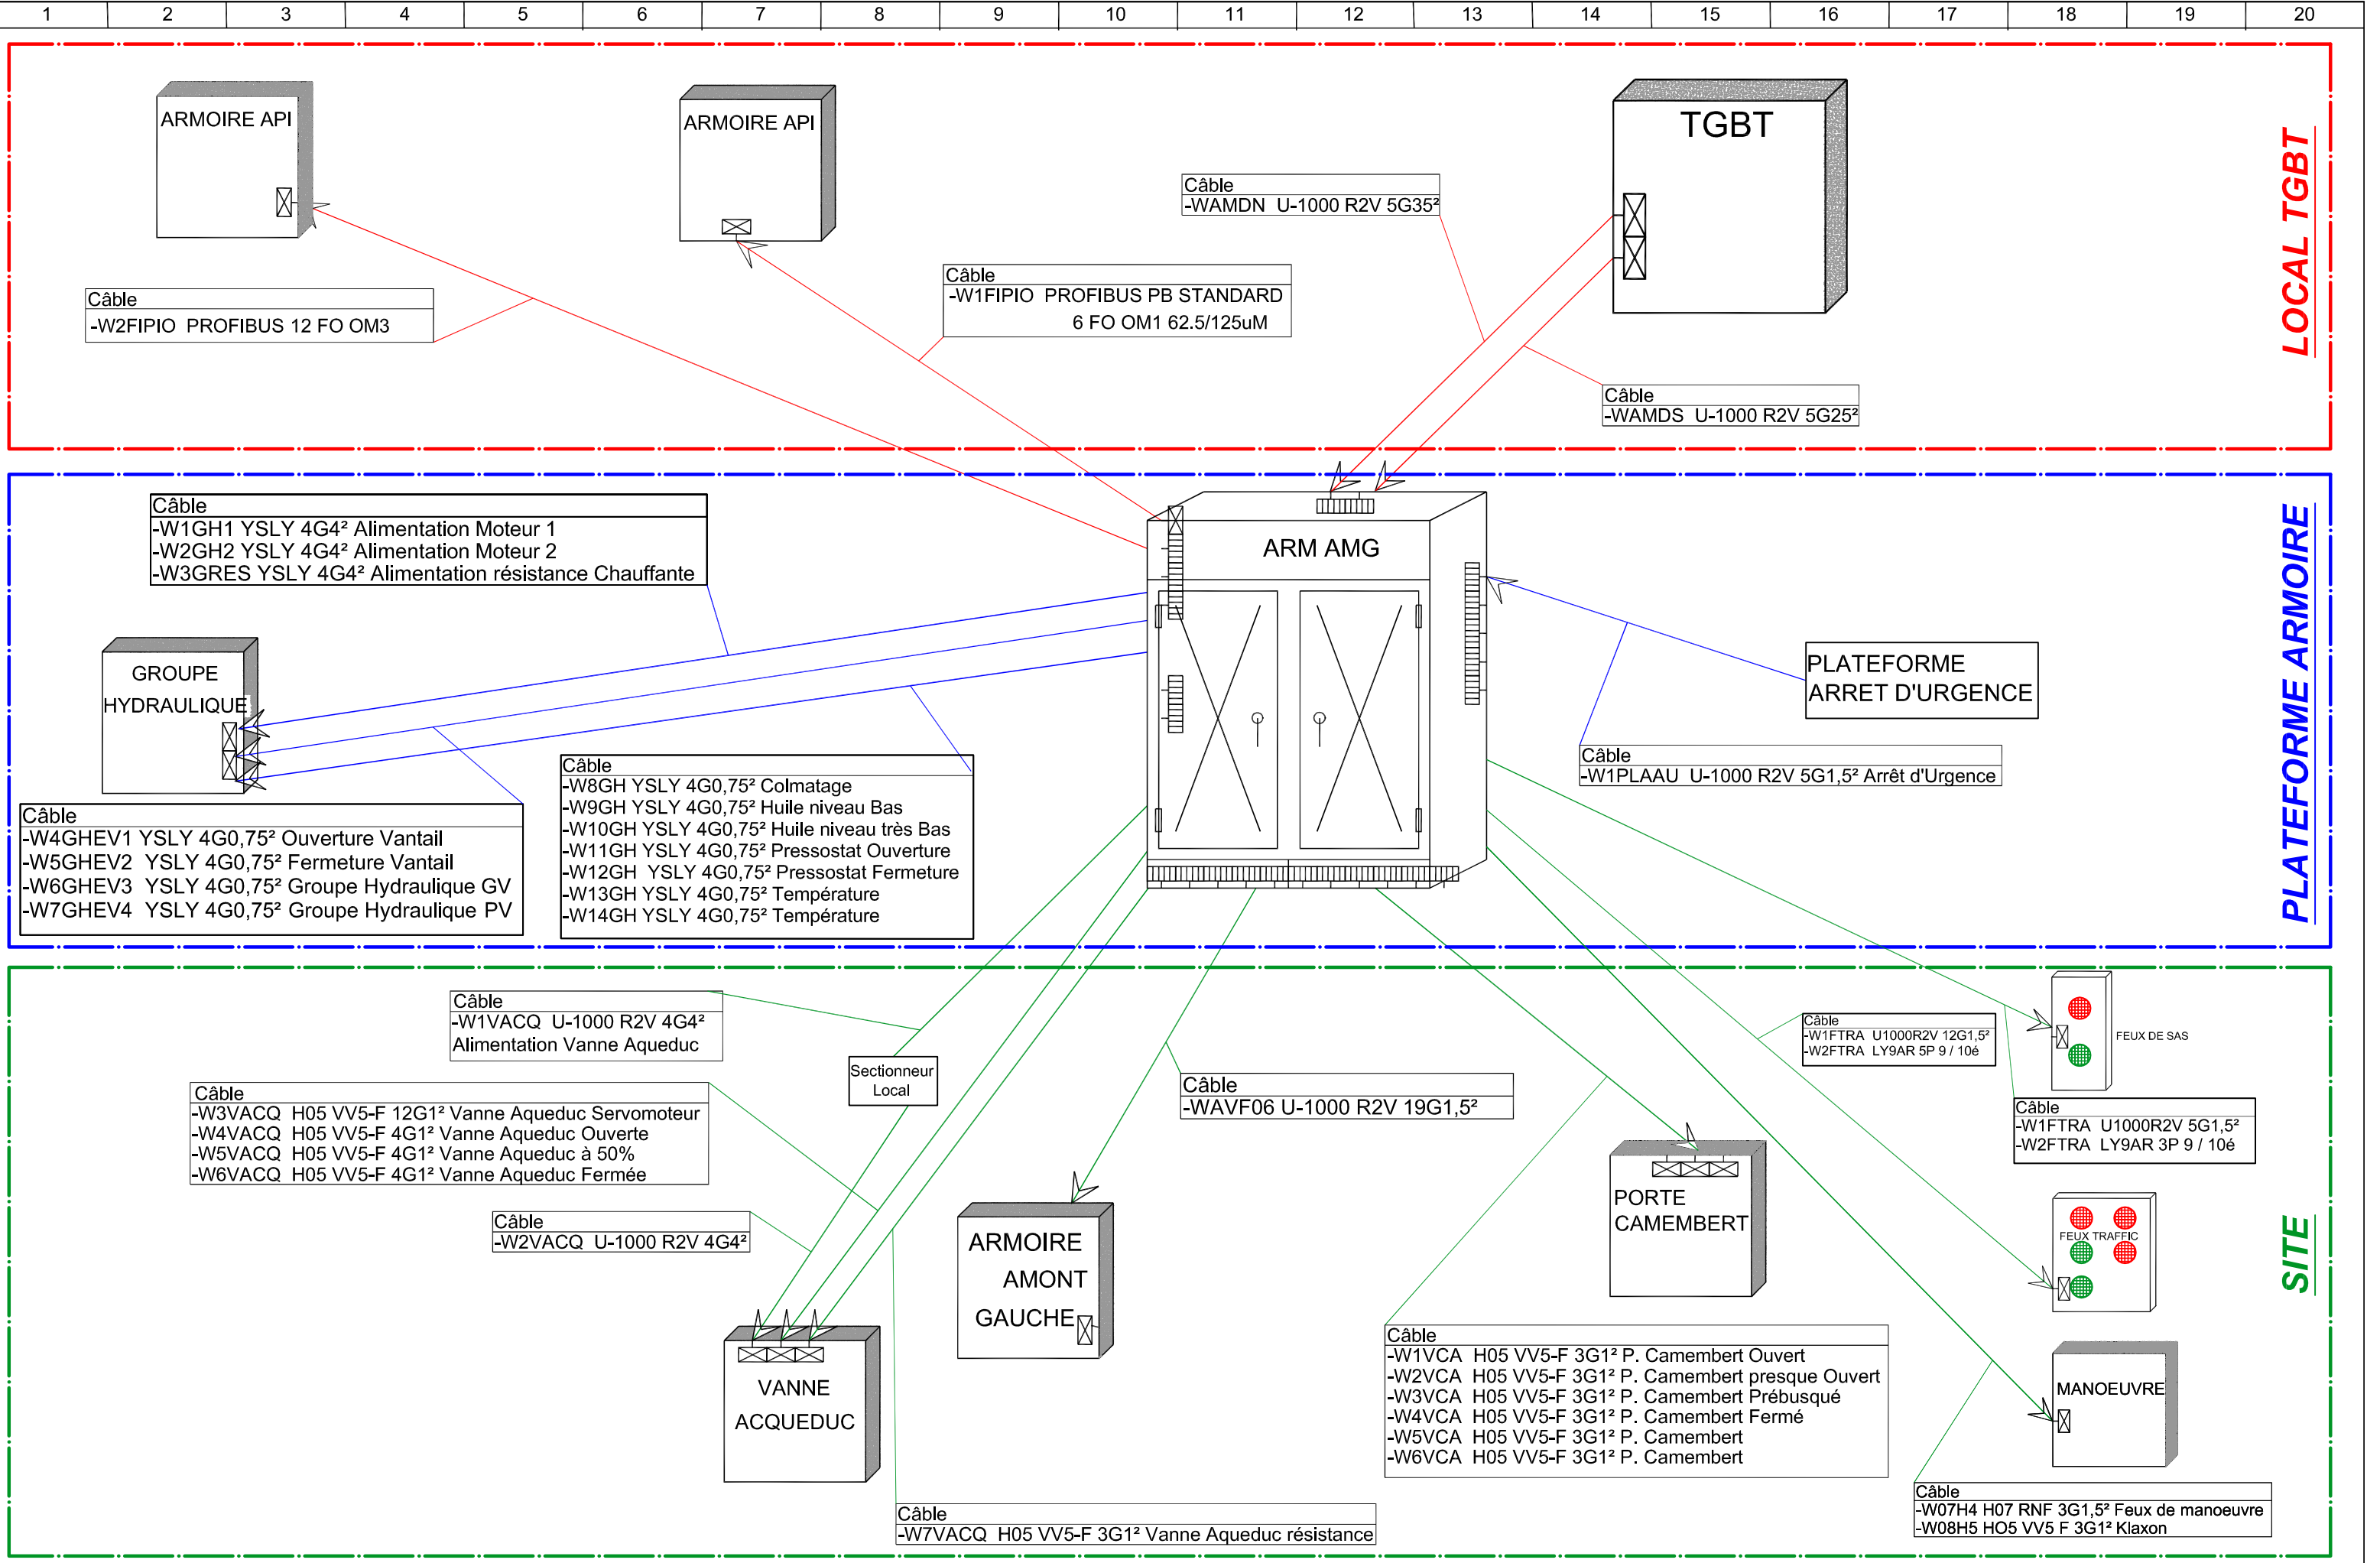 1 2 3 4 5 6 7 8 9 10 11 12 13 14 15 16 17 18 19 20
ARMOIRE API
ARMOIRE API
TGBT
LOCAL TGBT
Câble
-WAMDN U-1000 R2V 5G35²
Câble
-W1FIPIO PROFIBUS PB STANDARD
6 FO OM1 62.5/125uM
Câble
-W2FIPIO PROFIBUS 12 FO OM3
Câble
-WAMDS U-1000 R2V 5G25²
PLATEFORME ARMOIRE
Câble
-W1GH1 YSLY 4G4² Alimentation Moteur 1
-W2GH2 YSLY 4G4² Alimentation Moteur 2
-W3GRES YSLY 4G4² Alimentation résistance Chauffante
ARM AMG
GROUPE
HYDRAULIQUE
PLATEFORME
ARRET D'URGENCE
Câble
-W1PLAAU U-1000 R2V 5G1,5² Arrêt d'Urgence
Câble
-W8GH YSLY 4G0,75² Colmatage
-W9GH YSLY 4G0,75² Huile niveau Bas
-W10GH YSLY 4G0,75² Huile niveau très Bas
-W11GH YSLY 4G0,75² Pressostat Ouverture
-W12GH YSLY 4G0,75² Pressostat Fermeture
-W13GH YSLY 4G0,75² Température
-W14GH YSLY 4G0,75² Température
Câble
-W4GHEV1 YSLY 4G0,75² Ouverture Vantail
-W5GHEV2 YSLY 4G0,75² Fermeture Vantail
-W6GHEV3 YSLY 4G0,75² Groupe Hydraulique GV
-W7GHEV4 YSLY 4G0,75² Groupe Hydraulique PV
SITE
Câble
-W1VACQ U-1000 R2V 4G4²
Alimentation Vanne Aqueduc
Sectionneur
Local
Câble
-W1FTRA U1000R2V 12G1,5²
-W2FTRA LY9AR 5P 9 / 10é
FEUX DE SAS
Câble
-W3VACQ H05 VV5-F 12G1² Vanne Aqueduc Servomoteur
-W4VACQ H05 VV5-F 4G1² Vanne Aqueduc Ouverte
-W5VACQ H05 VV5-F 4G1² Vanne Aqueduc à 50%
-W6VACQ H05 VV5-F 4G1² Vanne Aqueduc Fermée
Câble
-WAVF06 U-1000 R2V 19G1,5²
Câble
-W1FTRA U1000R2V 5G1,5²
-W2FTRA LY9AR 3P 9 / 10é
Câble
-W2VACQ U-1000 R2V 4G4²
ARMOIRE
AMONT
GAUCHE
PORTE
CAMEMBERT
FEUX TRAFFIC
VANNE
ACQUEDUC
Câble
-W1VCA H05 VV5-F 3G1² P. Camembert Ouvert
-W2VCA H05 VV5-F 3G1² P. Camembert presque Ouvert
-W3VCA H05 VV5-F 3G1² P. Camembert Prébusqué
-W4VCA H05 VV5-F 3G1² P. Camembert Fermé
-W5VCA H05 VV5-F 3G1² P. Camembert
-W6VCA H05 VV5-F 3G1² P. Camembert
MANOEUVRE
Câble
-W07H4 H07 RNF 3G1,5² Feux de manoeuvre
-W08H5 HO5 VV5 F 3G1² Klaxon
Câble
-W7VACQ H05 VV5-F 3G1² Vanne Aqueduc résistance